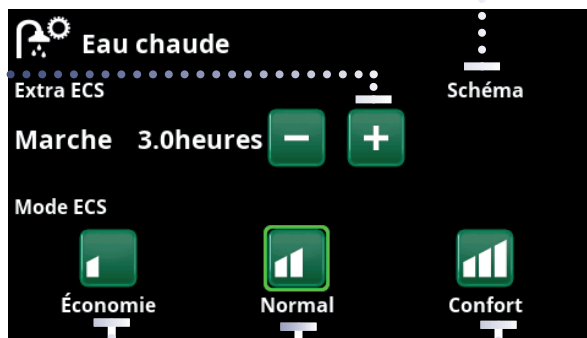 Eau chaude
Extra ECS
Schéma
Marche 3.0heures − +
Mode ECS
Économie Normal Confort